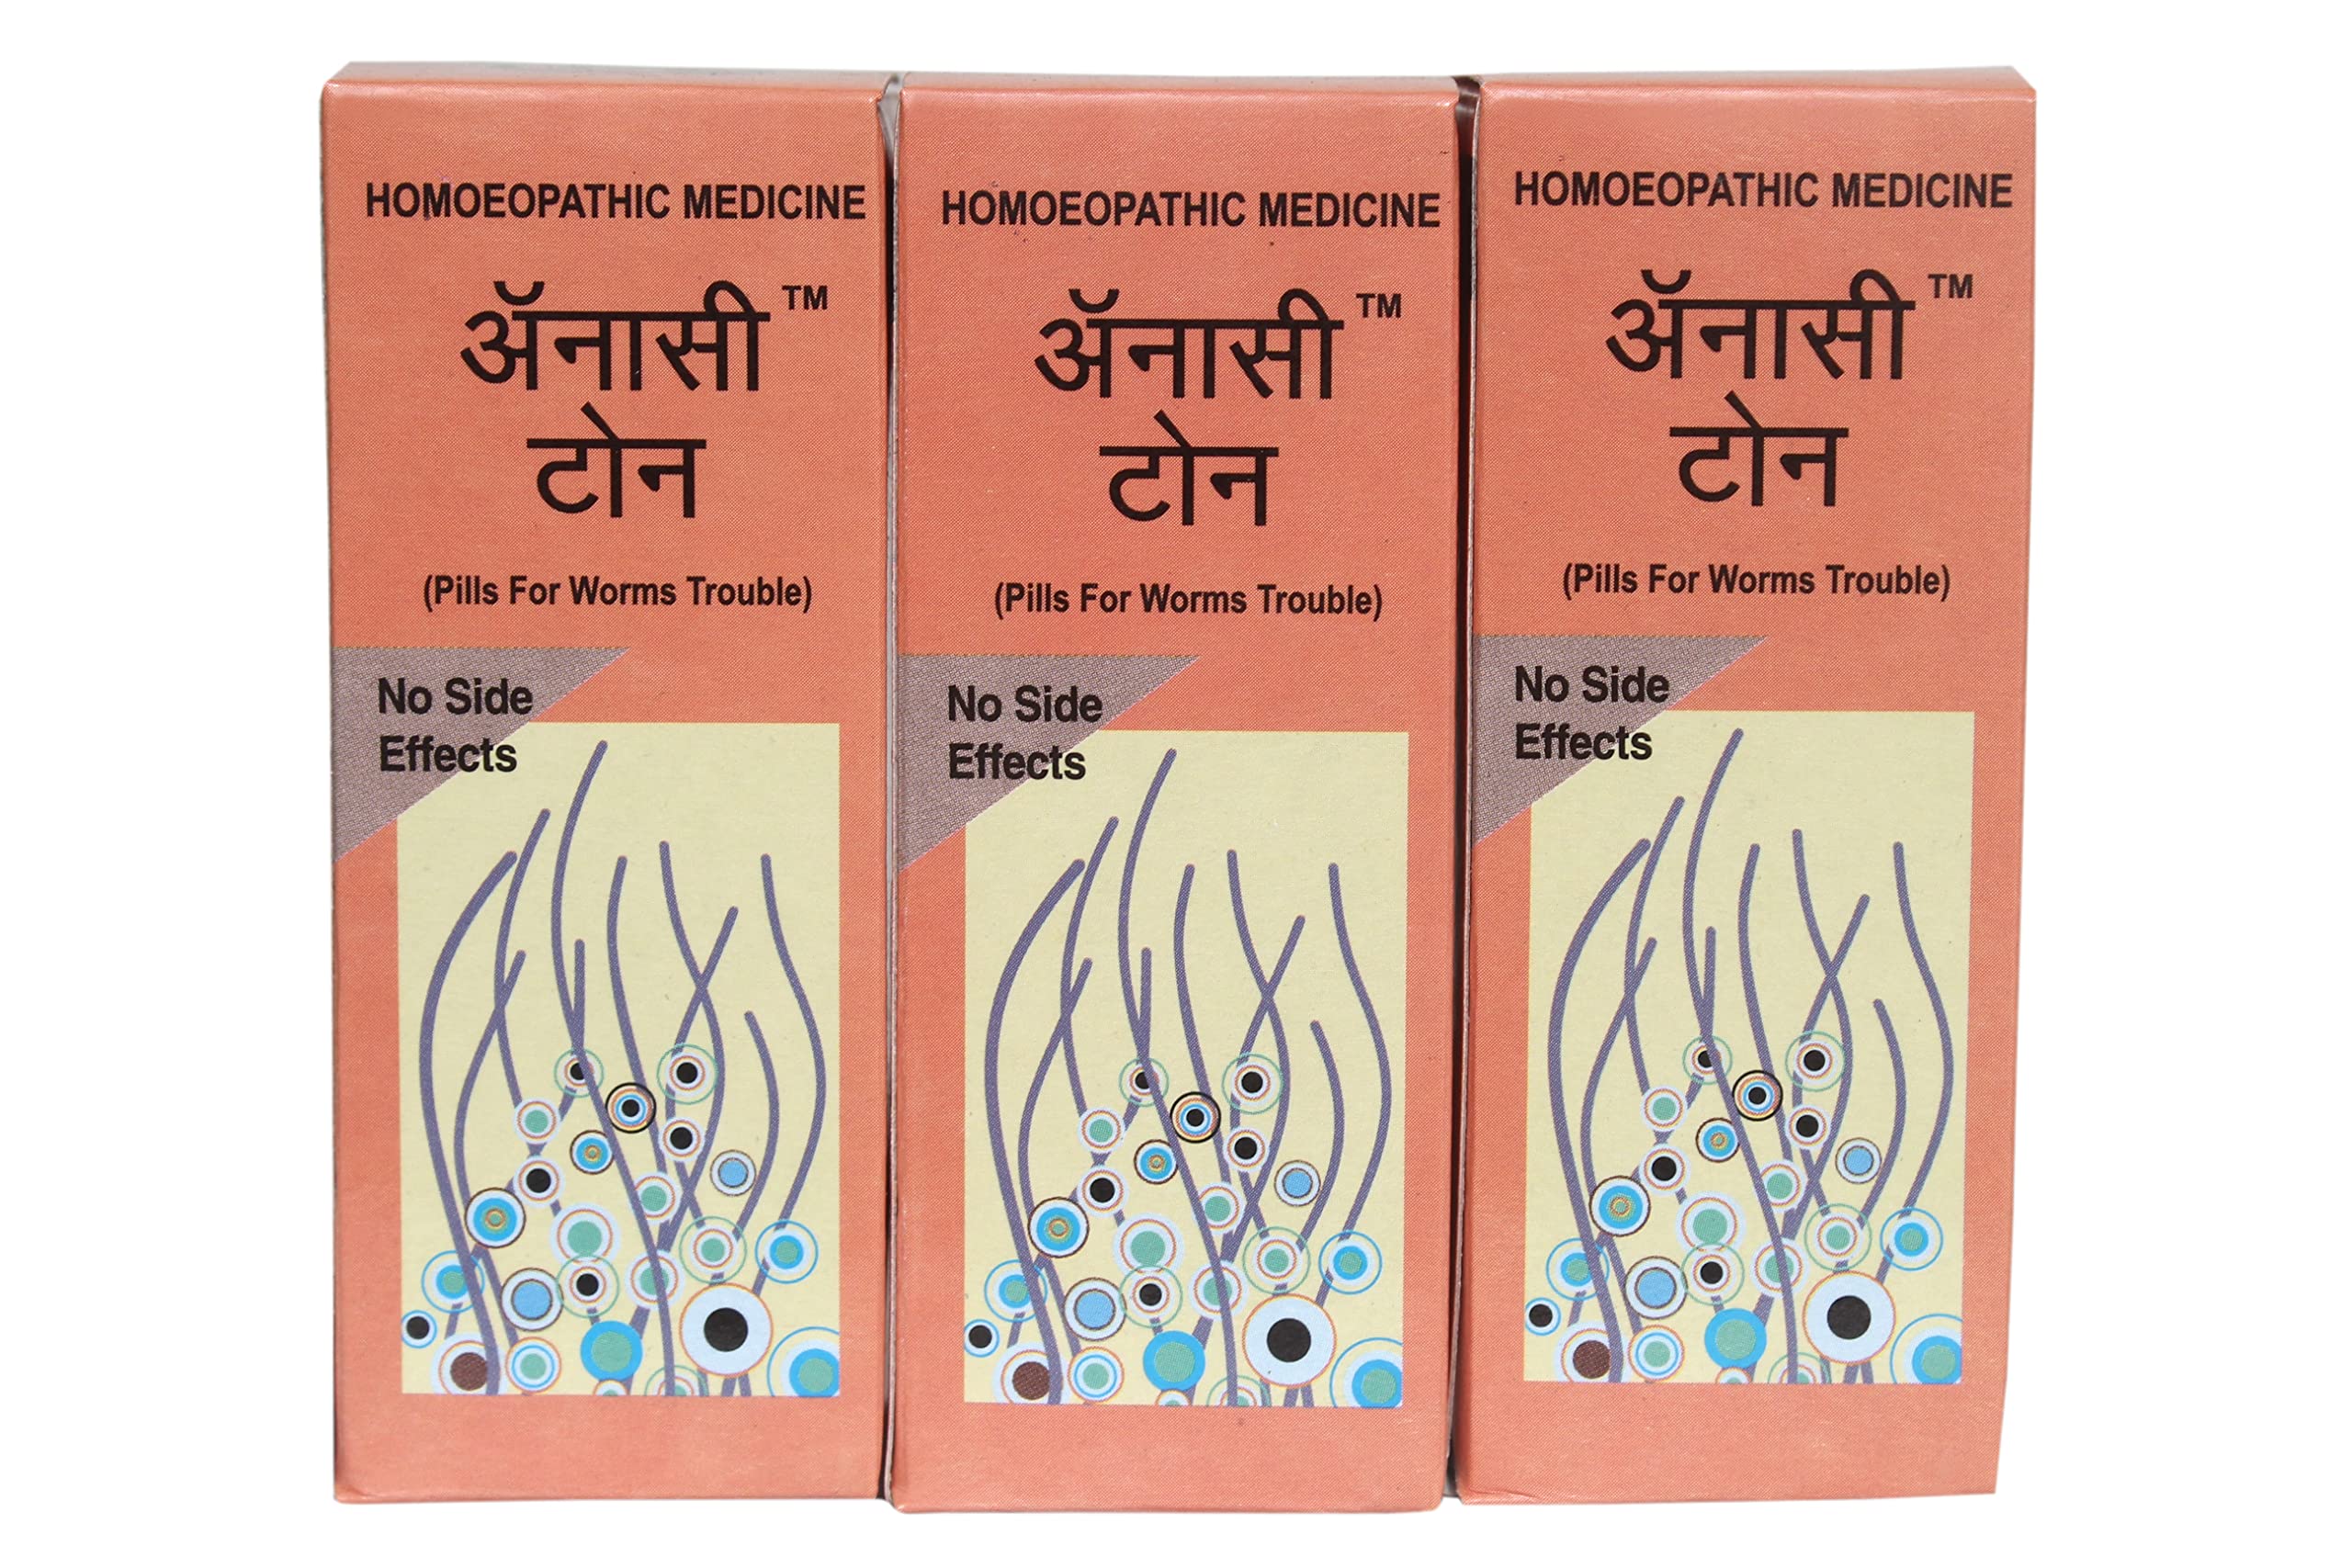 HOMOEOPATHIC MEDICINE
ॲनासी ™
टोन
(Pills For Worms Trouble)
No Side
Effects
HOMOEOPATHIC MEDICINE
ॲनासी ™
टोन
(Pills For Worms Trouble)
No Side
Effects
HOMOEOPATHIC MEDICINE
ॲनासी ™
टोन
(Pills For Worms Trouble)
No Side
Effects